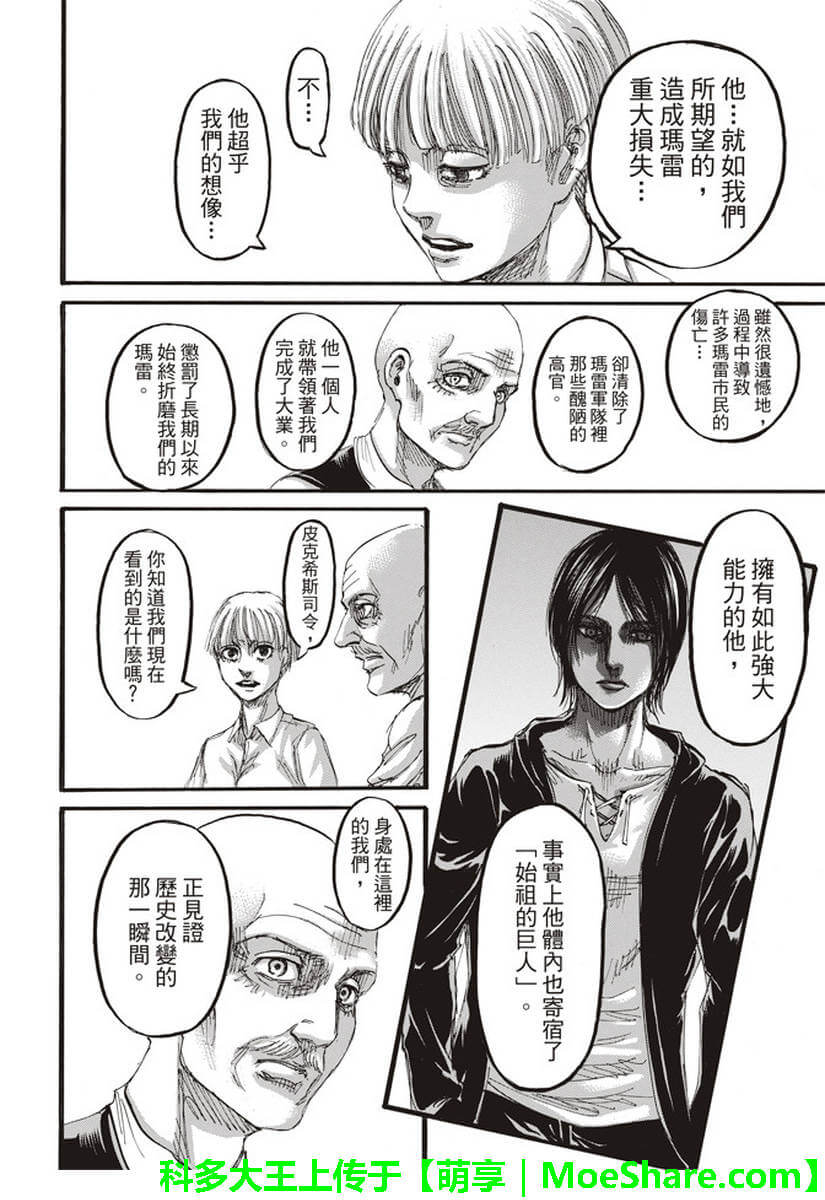 他…就如我們
所期望的，
造成瑪雷
重大損失…
不…
他超乎
我們的想像…
雖然很遺憾地，
過程中導致
許多瑪雷市民的
傷亡…
卻清除了
瑪雷軍隊裡
那些醜陋的
高官。
他一個人
就帶領著我們
完成了大業。
懲罰了長期以來
始終折磨我們的
瑪雷。
擁有如此強大
能力的他，
事實上他體內也寄宿了
「始祖的巨人」。
皮克希斯司令，
你知道我們現在
看到的是什麼嗎？
身處在這裡
的我們，
正見證
歷史改變的
那一瞬間。
科多大王上传于【萌享|MoeShare.com】